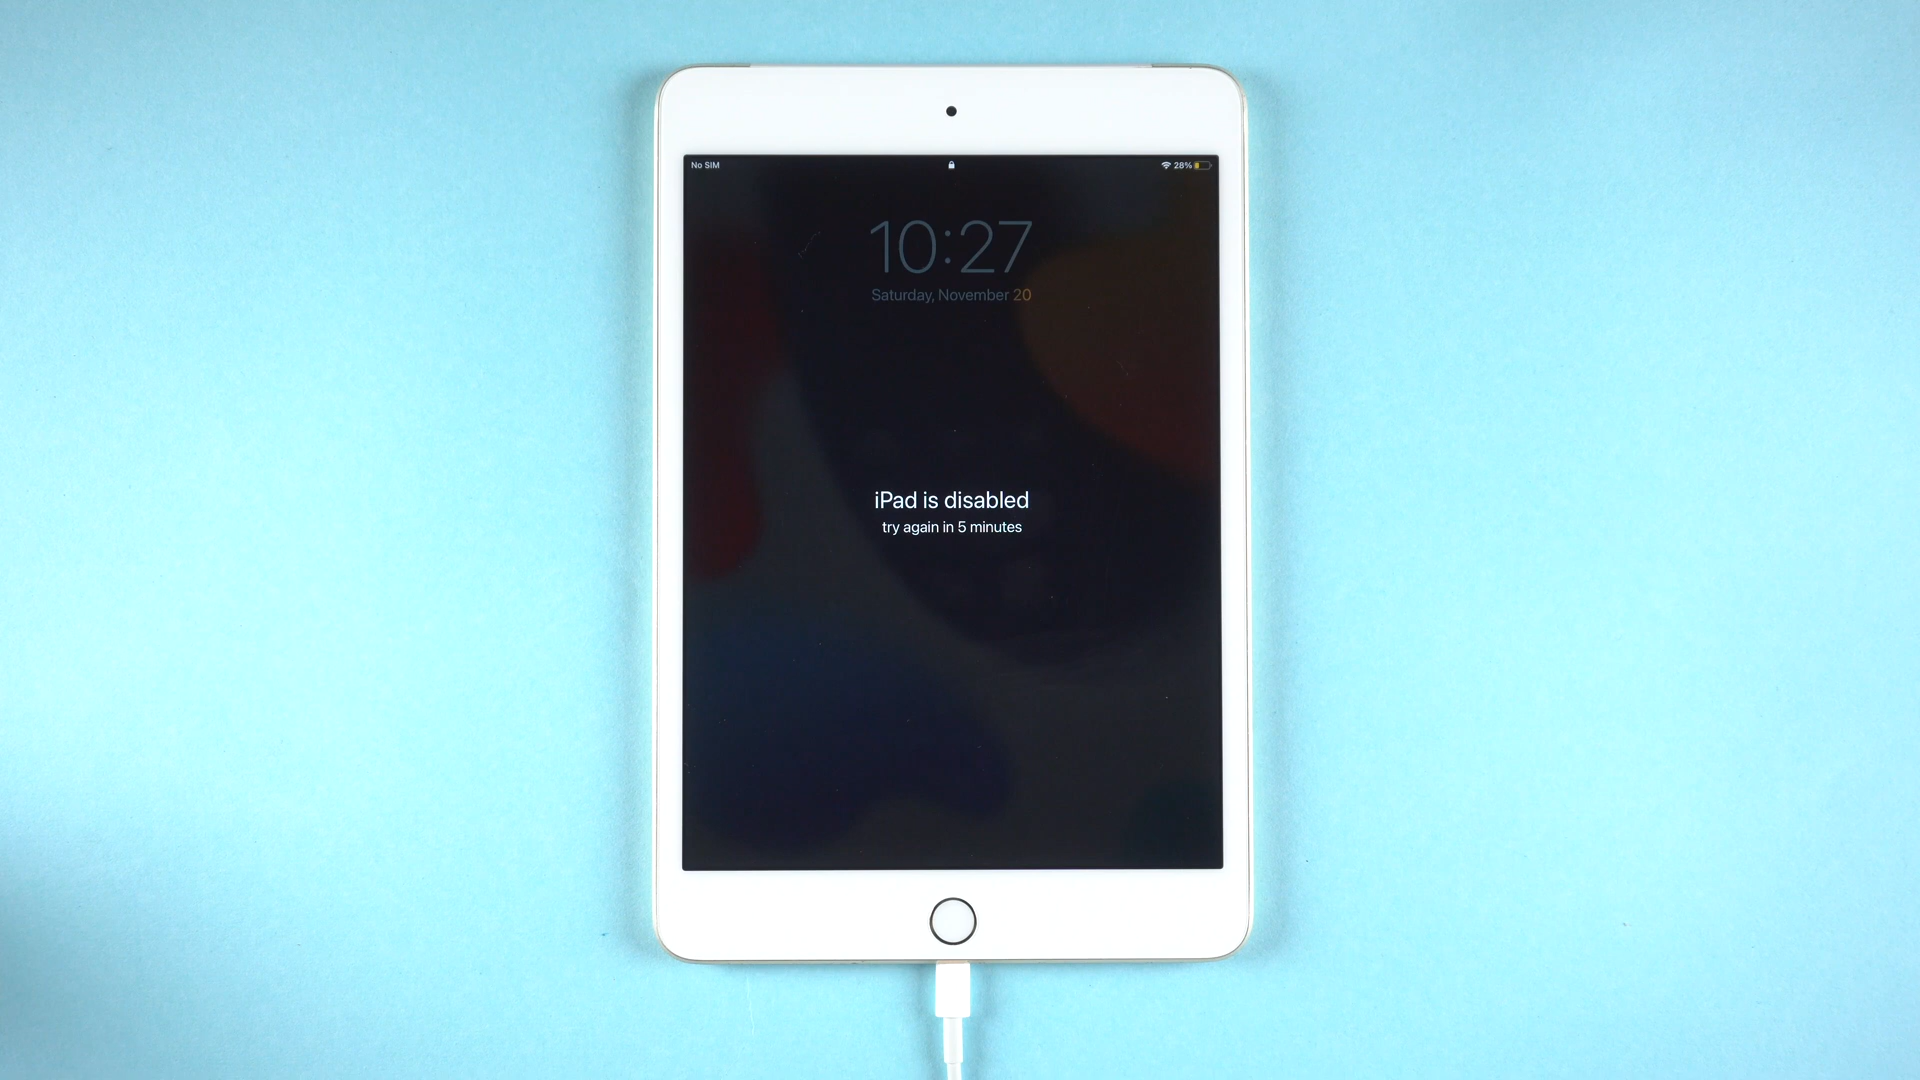 No SIM
28%
10:27
Saturday, November 20
iPad is disabled
try again in 5 minutes